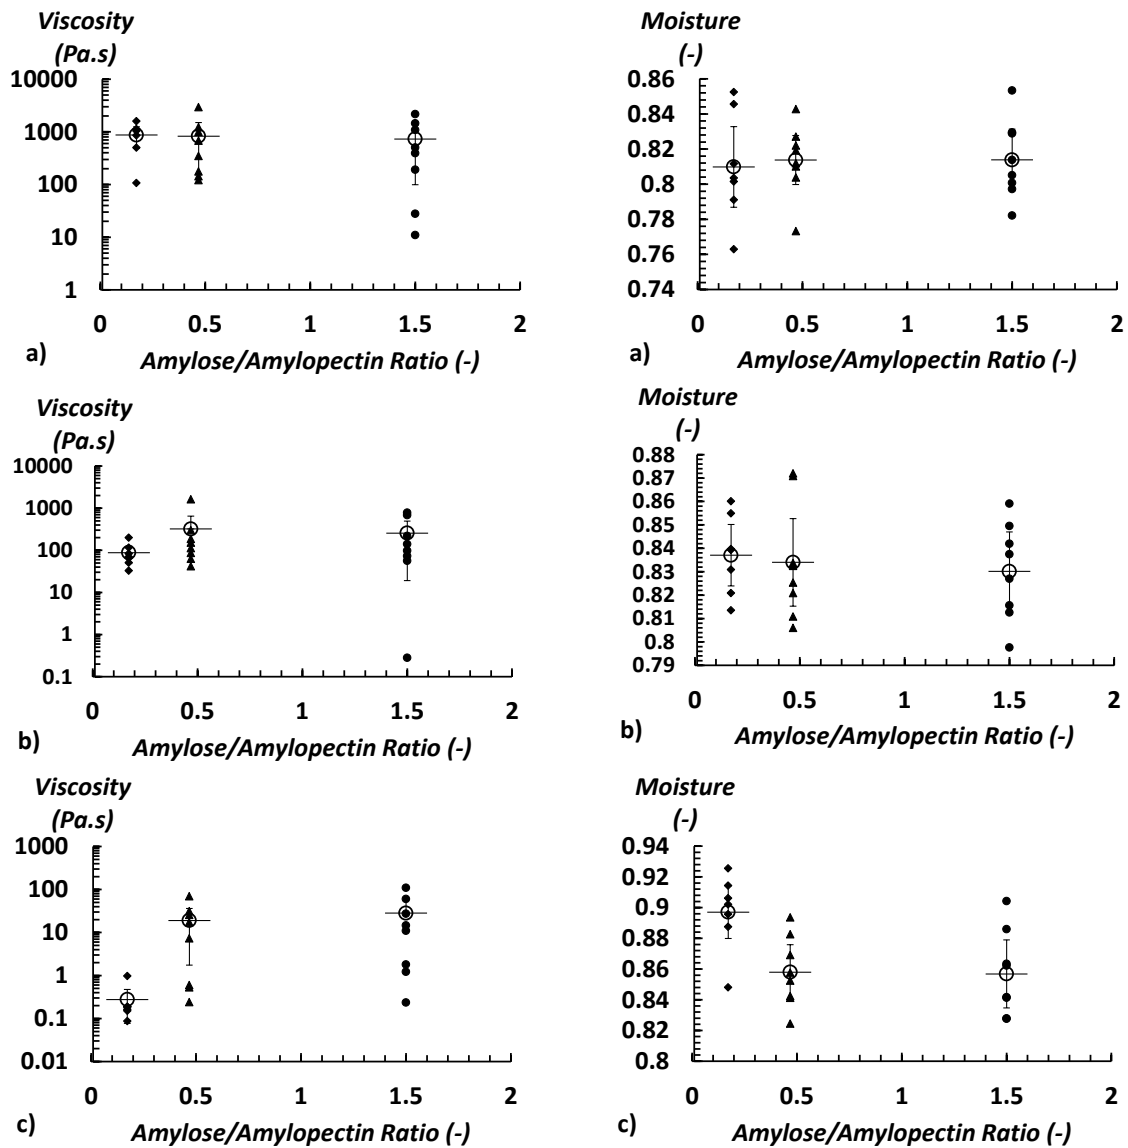 Viscosity
(Pa.s)
10000
1000
100
10
1
0 0.5 1 1.5 2
a)
Amylose/Amylopectin Ratio (-)
Moisture
(-)
0.86
0.84
0.82
0.8
0.78
0.76
0.74
0 0.5 1 1.5 2
a)
Amylose/Amylopectin Ratio (-)
Viscosity
(Pa.s)
10000
1000
100
10
1
0.1
0 0.5 1 1.5 2
b)
Amylose/Amylopectin Ratio (-)
Moisture
(-)
0.88
0.87
0.86
0.85
0.84
0.83
0.82
0.81
0.8
0.79
0 0.5 1 1.5 2
b)
Amylose/Amylopectin Ratio (-)
Viscosity
(Pa.s)
1000
100
10
1
0.1
0.01
0 0.5 1 1.5 2
c)
Amylose/Amylopectin Ratio (-)
Moisture
(-)
0.94
0.92
0.9
0.88
0.86
0.84
0.82
0.8
0 0.5 1 1.5 2
c)
Amylose/Amylopectin Ratio (-)